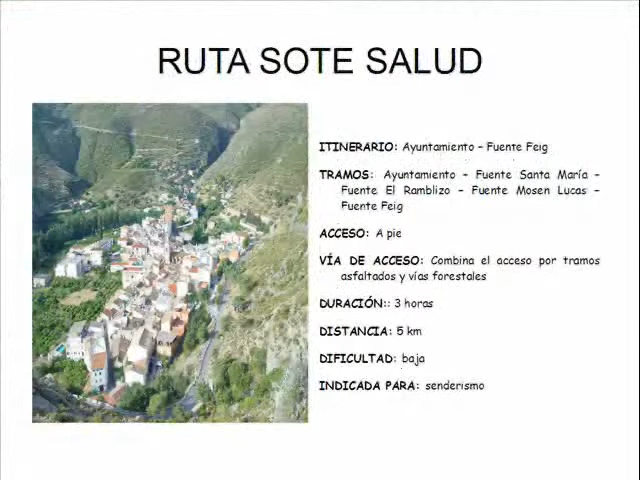 RUTA SOTE SALUD
ITINERARIO: Ayuntamiento – Fuente Feig
TRAMOS: Ayuntamiento – Fuente Santa María –
Fuente El Ramblizo – Fuente Mosen Lucas –
Fuente Feig
ACCESO: A pie
VÍA DE ACCESO: Combina el acceso por tramos
asfaltados y vías forestales
DURACIÓN:: 3 horas
DISTANCIA: 5 km
DIFICULTAD: baja
INDICADA PARA: senderismo